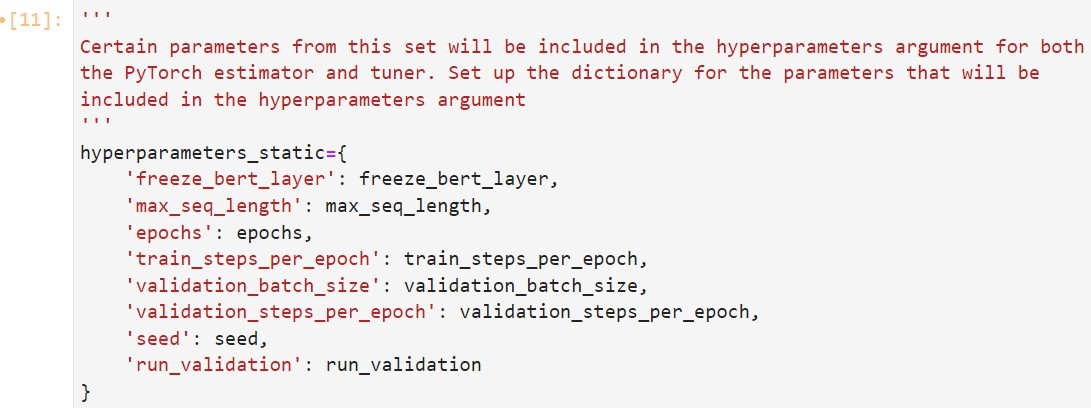 [11]: '''
Certain parameters from this set will be included in the hyperparameters argument for both
the PyTorch estimator and tuner. Set up the dictionary for the parameters that will be
included in the hyperparameters argument
'''
hyperparameters_static={
    'freeze_bert_layer': freeze_bert_layer,
    'max_seq_length': max_seq_length,
    'epochs': epochs,
    'train_steps_per_epoch': train_steps_per_epoch,
    'validation_batch_size': validation_batch_size,
    'validation_steps_per_epoch': validation_steps_per_epoch,
    'seed': seed,
    'run_validation': run_validation
}